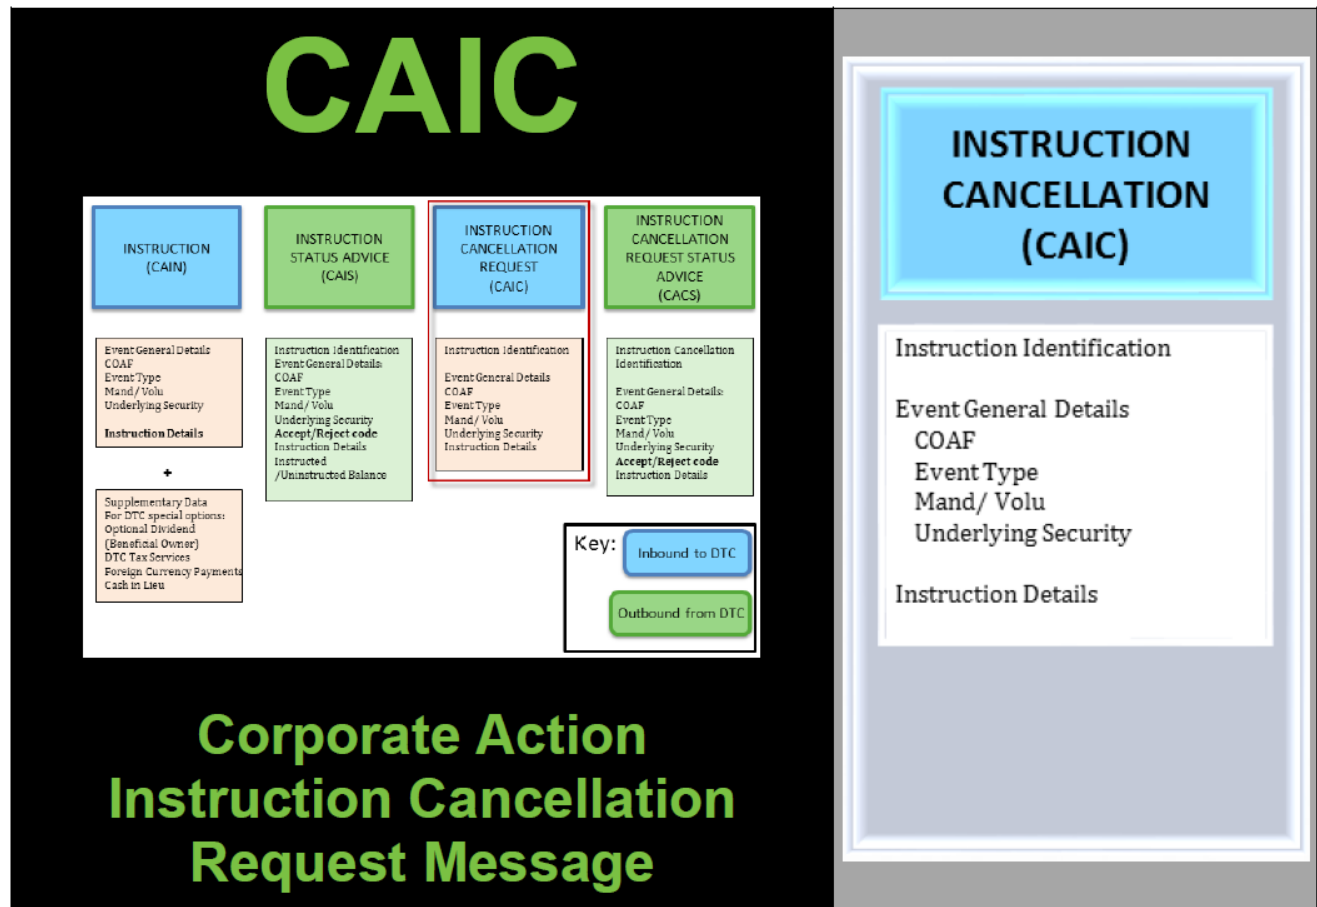 CAIC
INSTRUCTION
(CAIN)
INSTRUCTION
STATUS ADVICE
(CAIS)
INSTRUCTION
CANCELLATION
REQUEST
(CAIC)
INSTRUCTION
CANCELLATION
REQUEST STATUS
ADVICE
(CACS)
Event General Details
COAF
Event Type
Mand/ Volu
Underlying Security
Instruction Details
+
Supplementary Data
For DTC special options:
Optional Dividend
(Beneficial Owner)
DTC Tax Services
Foreign Currency Payments
Cash in Lieu
Instruction Identification
Event General Details:
COAF
Event Type
Mand/ Volu
Underlying Security
Accept/Reject code
Instruction Details
Instructed
/Uninstructed Balance
Instruction Identification
Event General Details
COAF
Event Type
Mand/ Volu
Underlying Security
Instruction Details
Instruction Cancellation
Identification
Event General Details:
COAF
Event Type
Mand/ Volu
Underlying Security
Accept/Reject code
Instruction Details
Key:
Inbound to DTC
Outbound from DTC
Corporate Action
Instruction Cancellation
Request Message
INSTRUCTION
CANCELLATION
(CAIC)
Instruction Identification
Event General Details
COAF
Event Type
Mand/ Volu
Underlying Security
Instruction Details